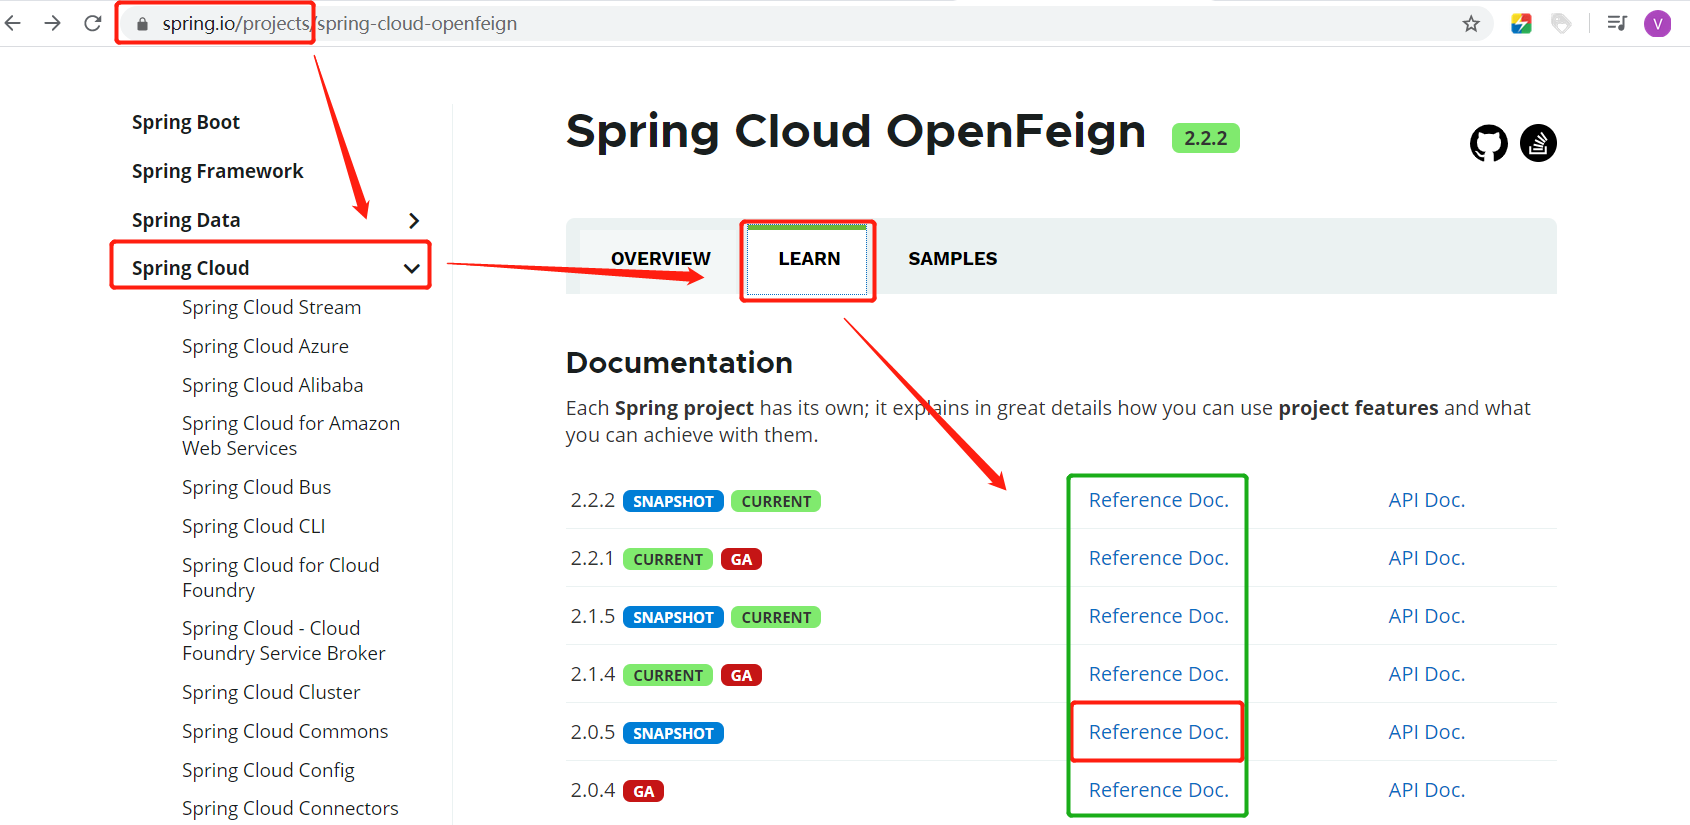 spring.io/projects/spring-cloud-openfeign
V
Spring Boot
Spring Framework
Spring Data
Spring Cloud
Spring Cloud Stream
Spring Cloud Azure
Spring Cloud Alibaba
Spring Cloud for Amazon
Web Services
Spring Cloud Bus
Spring Cloud CLI
Spring Cloud for Cloud
Foundry
Spring Cloud - Cloud
Foundry Service Broker
Spring Cloud Cluster
Spring Cloud Commons
Spring Cloud Config
Spring Cloud Connectors
Spring Cloud OpenFeign 2.2.2
OVERVIEW LEARN SAMPLES
Documentation
Each Spring project has its own; it explains in great details how you can use project features and what
you can achieve with them.
2.2.2 SNAPSHOT CURRENT Reference Doc. API Doc.
2.2.1 CURRENT GA Reference Doc. API Doc.
2.1.5 SNAPSHOT CURRENT Reference Doc. API Doc.
2.1.4 CURRENT GA Reference Doc. API Doc.
2.0.5 SNAPSHOT Reference Doc. API Doc.
2.0.4 GA Reference Doc. API Doc.